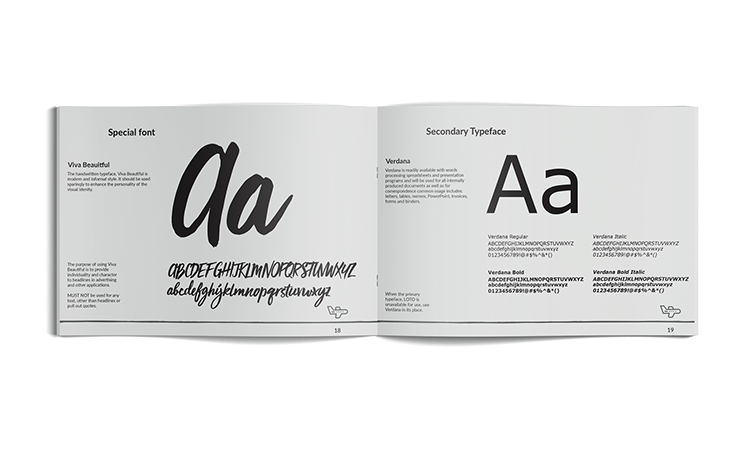 Special font
Viva Beauitful
The handwritten typeface, Viva Beautiful is
modern and informal style. It should be used
sparingly to enhance the personality of the
visual identity.
Aa
The purpose of using Viva
Beautiful is to provide
individuality and character
to headlines in advertising
and other applications.
MUST NOT be used for any
text, other than headlines or
pull out quotes.
ABCDEFGHIJKLMNOPQRSTUVWXYZ
abcdefghijklmnopqrstuvwxyz
18
Secondary Typeface
Verdana
Verdana is readily available with words
processing spreadsheets and presentation
programs and will be used for all internally
produced documents as well as for
correspondence common usage includes
letters, tables, memos, PowerPoint, invoices,
forms and binders.
Aa
Verdana Regular
ABCDEFGHIJKLMNOPQRSTUVWXYZ
abcdefghijklmnopqrstuvwxyz
0123456789!@#$%^&*()
Verdana Italic
ABCDEFGHIJKLMNOPQRSTUVWXYZ
abcdefghijklmnopqrstuvwxyz
0123456789!@#$%^&*()
Verdana Bold
ABCDEFGHIJKLMNOPQRSTUVWXYZ
abcdefghijklmnopqrstuvwxyz
0123456789!@#$%^&*()
Verdana Bold Italic
ABCDEFGHIJKLMNOPQRSTUVWXYZ
abcdefghijklmnopqrstuvwxyz
0123456789!@#$%^&*()
When the primary
typeface, LOTO is
unavailable for use, use
Verdana in its place.
19